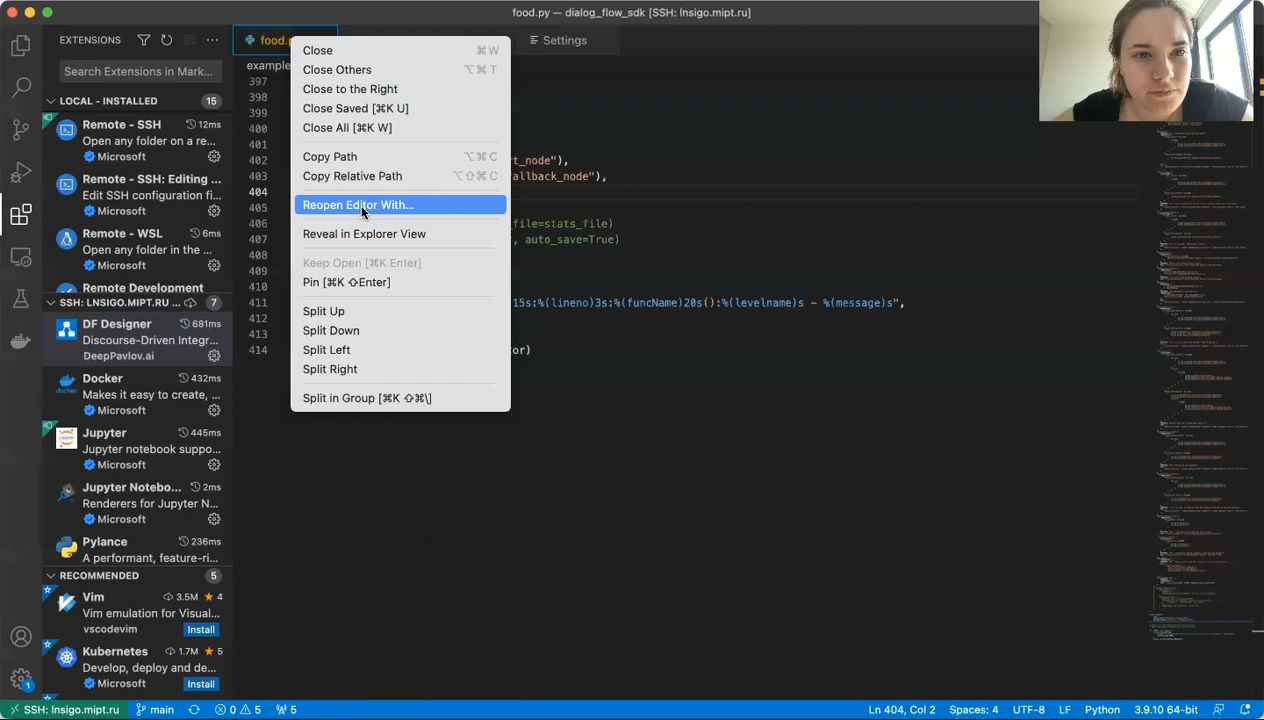 food.py — dialog_flow_sdk [SSH: lnsigo.mipt.ru]
EXTENSIONS
Search Extensions in Mark...
LOCAL - INSTALLED
15
Remote - SSH
12ms
Open any folder on a re...
Microsoft
Remote - SSH: Editing ...
Edit SSH configuration fi...
Microsoft
Remote - WSL
6ms
Open any folder in the ...
Microsoft
Remote Development
SSH: LNSIGO.MIPT.RU ...
7
DF Designer
681ms
Discourse-Driven Integr...
DeepPavlov.ai
Docker
432ms
Makes it easy to create, ...
Microsoft
Jupyter
445ms
Jupyter notebook suppo...
Microsoft
Jupyter Notebo...
2ms
Renderers for Jupyter N...
Microsoft
Pylance
236ms
A performant, feature-ri...
Microsoft
RECOMMENDED
5
Vim
3.5M
4
Vim emulation for Visual...
vscodevim
Install
Kubernetes
1.7M
5
Develop, deploy and de...
Microsoft
Install
food.p
Settings
example
Close
⌘W
Close Others
⌥⌘T
Close to the Right
Close Saved [⌘K U]
Close All [⌘K W]
Copy Path
⌥⌘C
Copy Relative Path
⌥⇧⌘C
Reopen Editor With...
Reveal in Explorer View
Keep Open [⌘K Enter]
Pin [⌘K ⇧Enter]
Split Up
Split Down
Split Left
Split Right
Split in Group [⌘K ⇧⌘\]
397
398
399
400
401
402 rt_node"),
403 allback_node"),
404
405
406 _file=stats_file)
407 , auto_save=True)
408
409
410
411 15s:%(lineno)3s:%(funcName)20s():%(levelname)s - %(message)s",
412
413
414 or)
1
SSH: lnsigo.mipt.ru
main
0
5
5
Ln 404, Col 2
Spaces: 4
UTF-8
LF
Python
3.9.10 64-bit